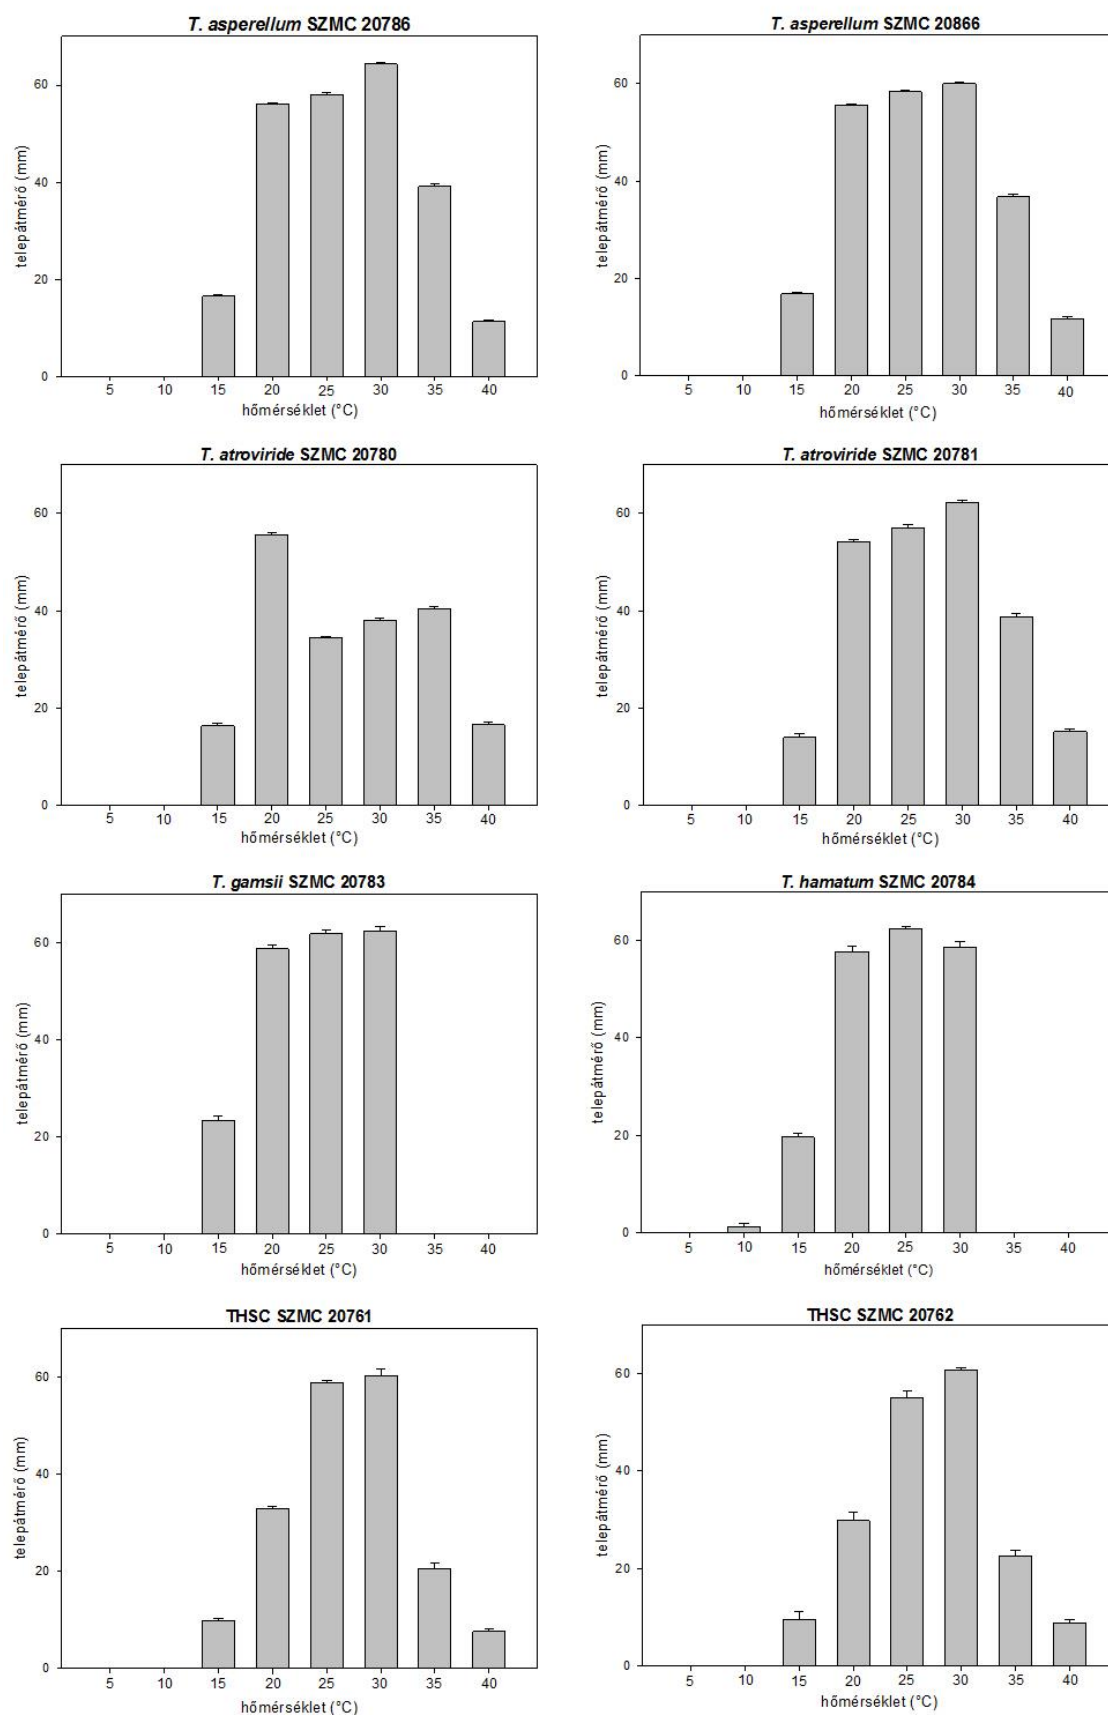 T. asperellum SZMC 20786
60
40
20
0
telepátmérő (mm)
5 10 15 20 25 30 35 40
hőmérséklet (°C)
T. asperellum SZMC 20866
60
40
20
0
telepátmérő (mm)
5 10 15 20 25 30 35 40
hőmérséklet (°C)
T. atroviride SZMC 20780
60
40
20
0
telepátmérő (mm)
5 10 15 20 25 30 35 40
hőmérséklet (°C)
T. atroviride SZMC 20781
60
40
20
0
telepátmérő (mm)
5 10 15 20 25 30 35 40
hőmérséklet (°C)
T. gamsii SZMC 20783
60
40
20
0
telepátmérő (mm)
5 10 15 20 25 30 35 40
hőmérséklet (°C)
T. hamatum SZMC 20784
60
40
20
0
telepátmérő (mm)
5 10 15 20 25 30 35 40
hőmérséklet (°C)
THSC SZMC 20761
60
40
20
0
telepátmérő (mm)
5 10 15 20 25 30 35 40
hőmérséklet (°C)
THSC SZMC 20762
60
40
20
0
telepátmérő (mm)
5 10 15 20 25 30 35 40
hőmérséklet (°C)